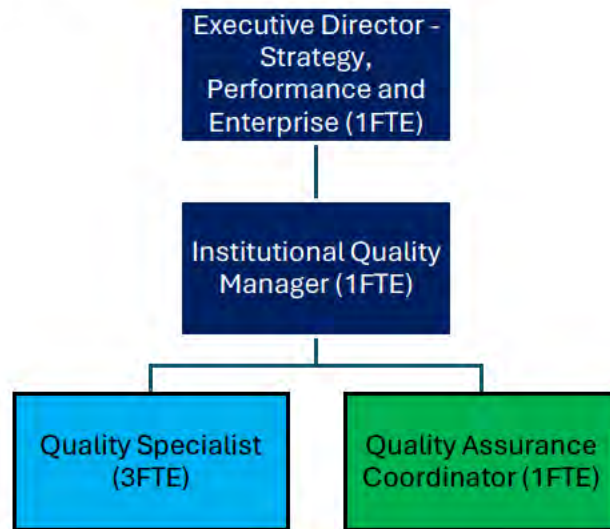 Executive Director -
Strategy,
Performance and
Enterprise (1FTE)
Institutional Quality
Manager (1FTE)
Quality Specialist
(3FTE)
Quality Assurance
Coordinator (1FTE)